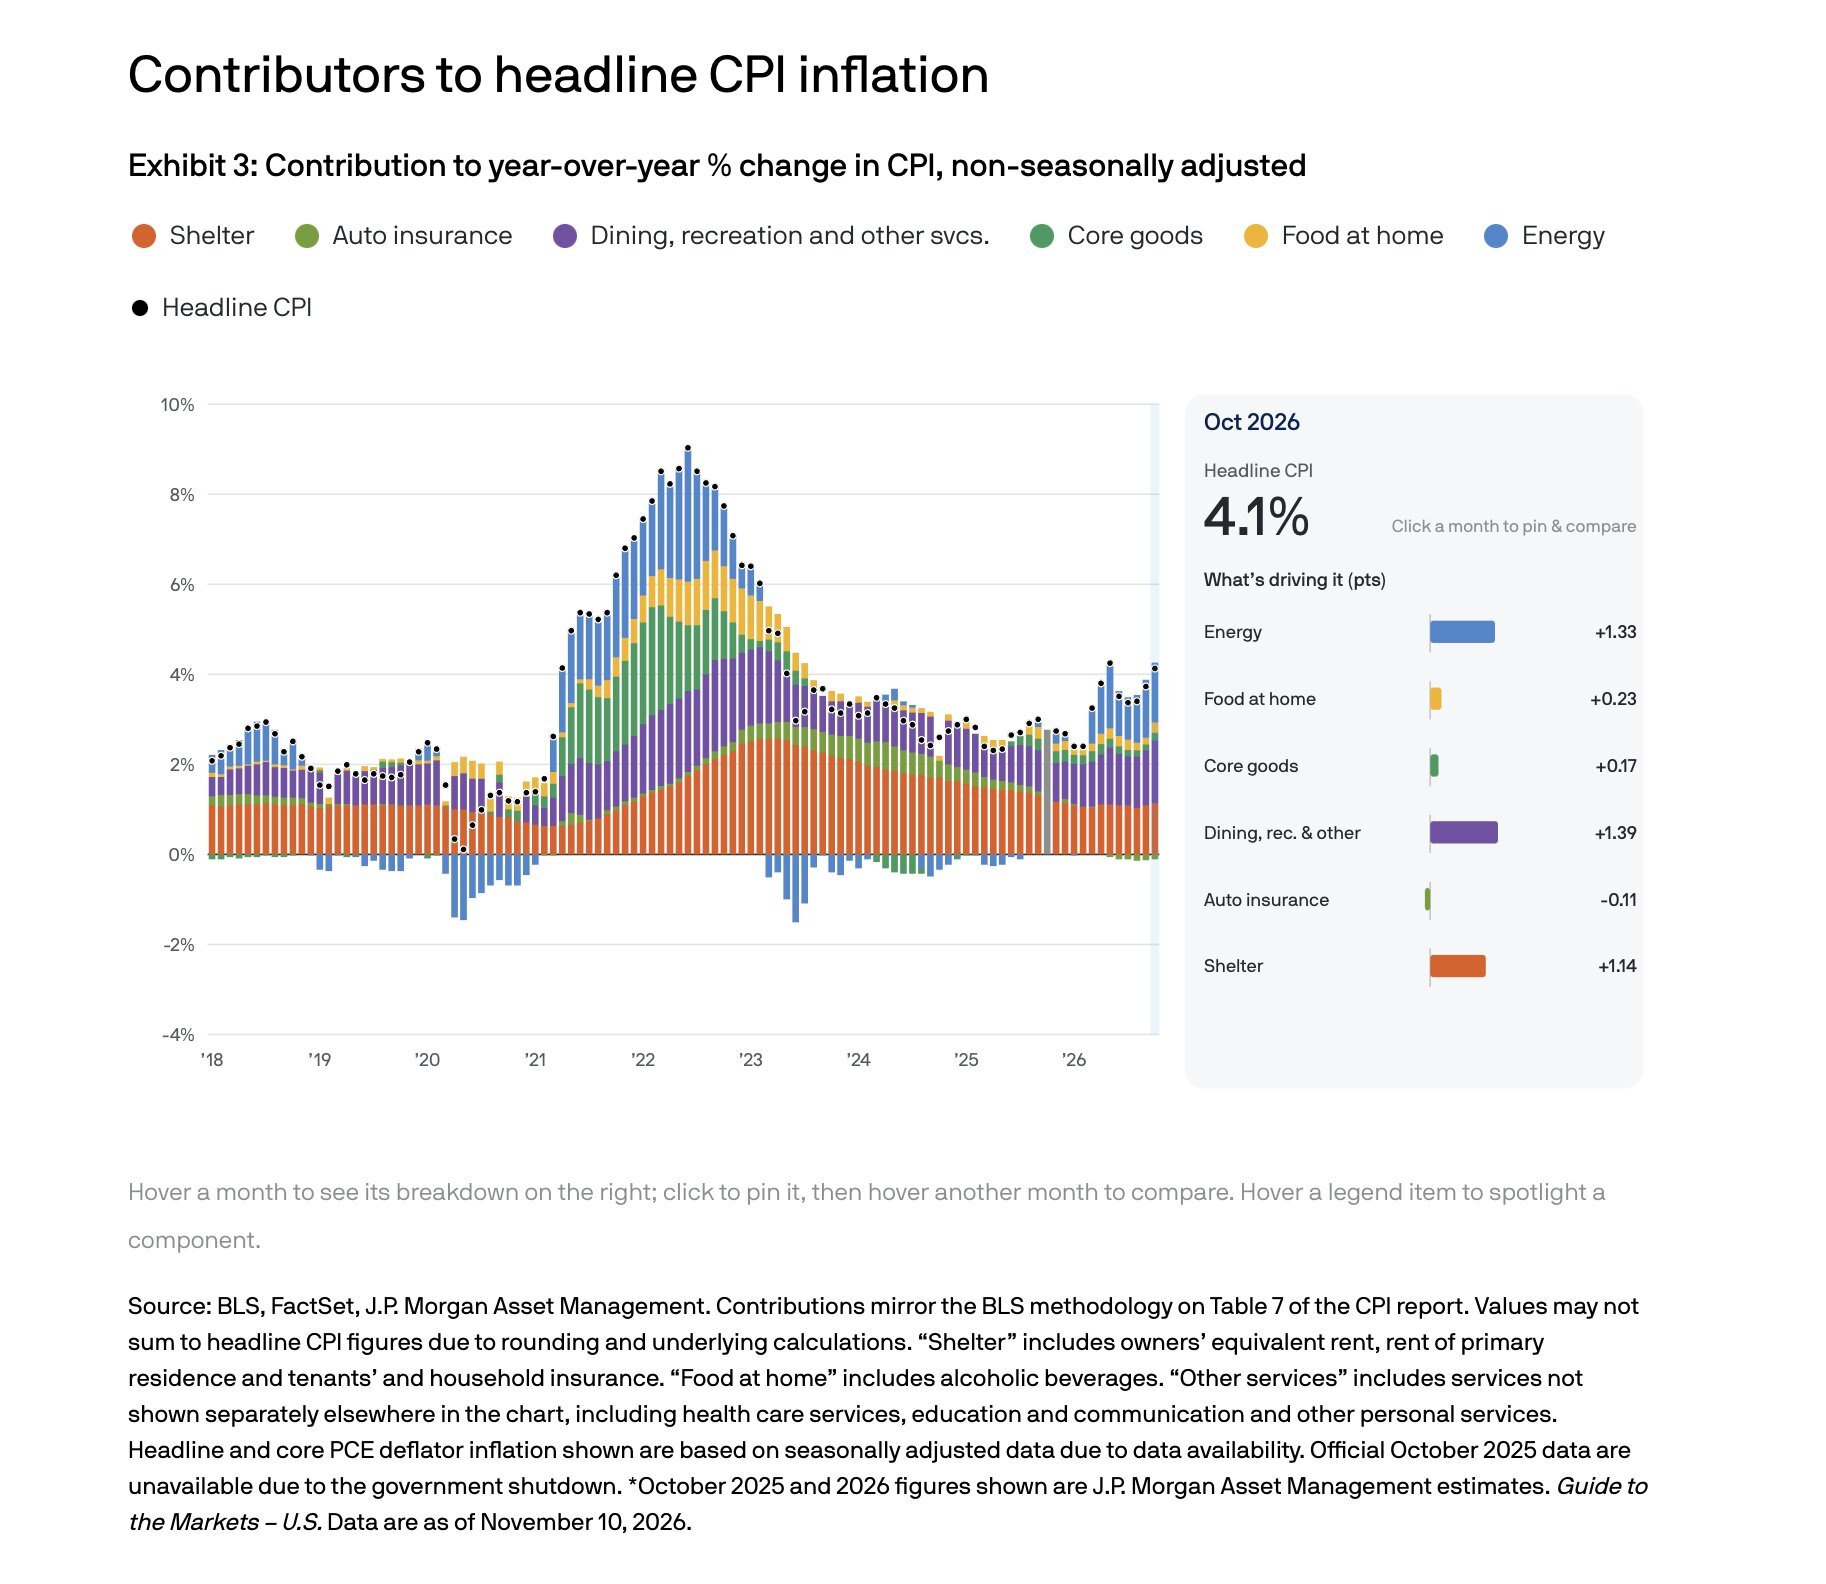 Contributors to headline CPI inflation
Exhibit 3: Contribution to year-over-year % change in CPI, non-seasonally adjusted
Shelter Auto insurance Dining, recreation and other svcs. Core goods Food at home Energy
Headline CPI
10%
8%
6%
4%
2%
0%
-2%
-4%
’18 ’19 ’20 ’21 ’22 ’23 ’24 ’25 ’26
Oct 2026
Headline CPI
4.1%
Click a month to pin & compare
What’s driving it (pts)
Energy +1.33
Food at home +0.23
Core goods +0.17
Dining, rec. & other +1.39
Auto insurance -0.11
Shelter +1.14
Hover a month to see its breakdown on the right; click to pin it, then hover another month to compare. Hover a legend item to spotlight a
component.
Source: BLS, FactSet, J.P. Morgan Asset Management. Contributions mirror the BLS methodology on Table 7 of the CPI report. Values may not
sum to headline CPI figures due to rounding and underlying calculations. “Shelter” includes owners’ equivalent rent, rent of primary
residence and tenants’ and household insurance. “Food at home” includes alcoholic beverages. “Other services” includes services not
shown separately elsewhere in the chart, including health care services, education and communication and other personal services.
Headline and core PCE deflator inflation shown are based on seasonally adjusted data due to data availability. Official October 2025 data are
unavailable due to the government shutdown. *October 2025 and 2026 figures shown are J.P. Morgan Asset Management estimates. Guide to
the Markets – U.S. Data are as of November 10, 2026.